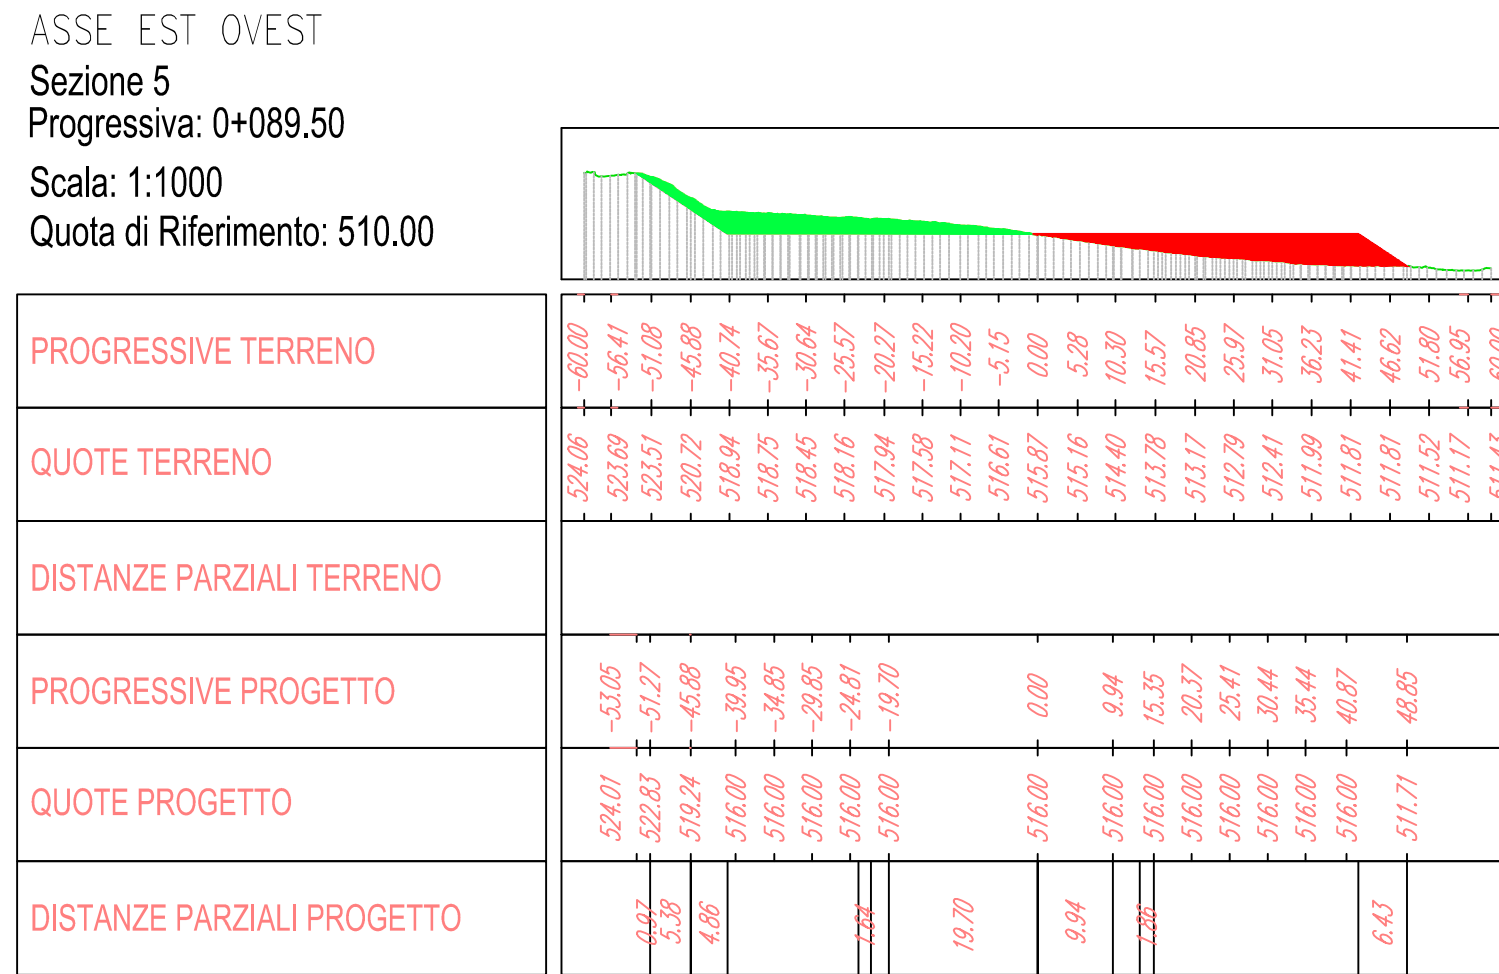 ASSE EST OVEST
Sezione 5
Progressiva: 0+089.50
Scala: 1:1000
Quota di Riferimento: 510.00
PROGRESSIVE TERRENO -60.00 -56.41 -51.08 -45.88 -40.74 -35.67 -30.64 -25.57 -20.27 -15.22 -10.20 -5.15 0.00 5.28 10.30 15.57 20.85 25.97 31.05 36.23 41.41 46.62 51.80 56.95
QUOTE TERRENO 524.06 523.69 523.51 520.72 518.94 518.75 518.45 518.16 517.94 517.58 517.11 516.61 515.87 515.16 514.40 513.78 513.17 512.79 512.41 511.99 511.81 511.81 511.52 511.17
DISTANZE PARZIALI TERRENO
PROGRESSIVE PROGETTO -53.05 -51.27 -45.88 -39.95 -34.85 -29.85 -24.81 -19.70 0.00 9.94 15.35 20.37 25.41 30.44 35.44 40.87 48.85
QUOTE PROGETTO 524.01 522.83 519.24 516.00 516.00 516.00 516.00 516.00 516.00 516.00 516.00 516.00 516.00 516.00 516.00 516.00 511.71
DISTANZE PARZIALI PROGETTO 0.97 5.38 4.86 1.64 19.70 9.94 1.86 6.43